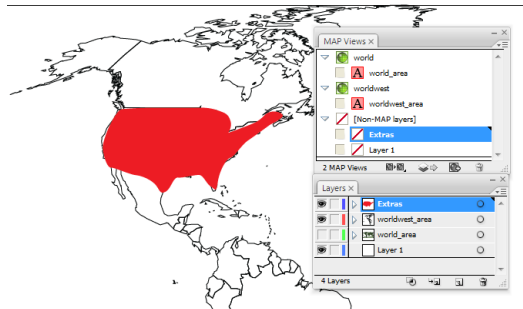 MAP Views ×
world
A world_area
worldwest
A worldwest_area
[Non-MAP layers]
Extras
Layer 1
2 MAP Views
Layers ×
Extras
worldwest_area
world_area
Layer 1
4 Layers